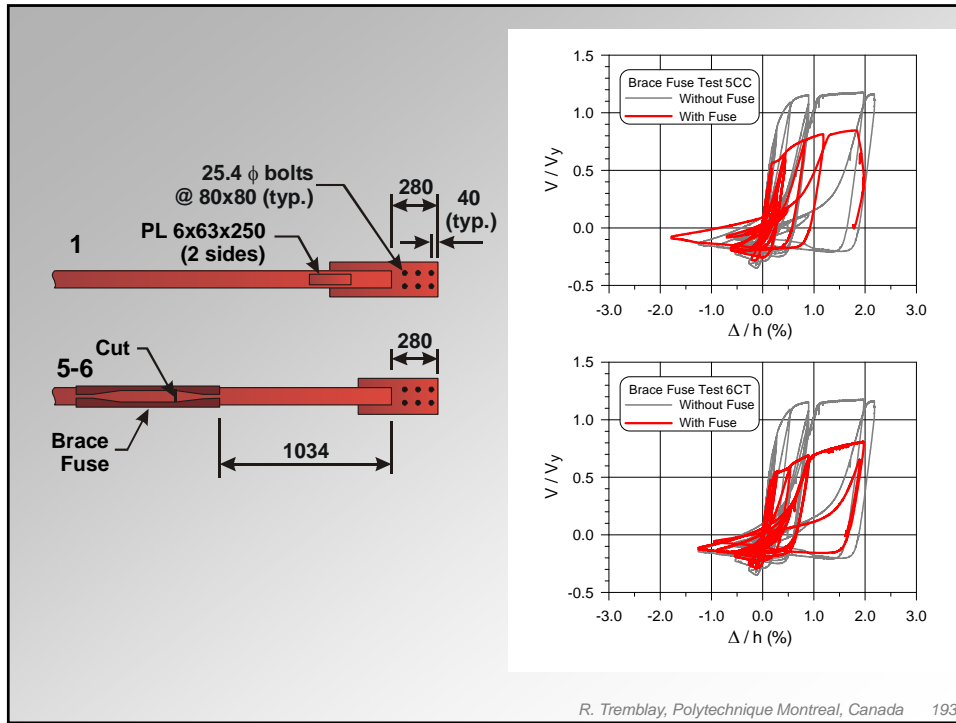 25.4 ϕ bolts
@ 80x80 (typ.)
280
40
(typ.)
PL 6x63x250
(2 sides)
1
Cut
5-6
280
Brace
Fuse
1034
1.5
1.0
0.5
0.0
-0.5
V / Vy
Brace Fuse Test 5CC
Without Fuse
With Fuse
-3.0 -2.0 -1.0 0.0 1.0 2.0 3.0
Δ / h (%)
1.5
1.0
0.5
0.0
-0.5
V / Vy
Brace Fuse Test 6CT
Without Fuse
With Fuse
-3.0 -2.0 -1.0 0.0 1.0 2.0 3.0
Δ / h (%)
R. Tremblay, Polytechnique Montreal, Canada 193